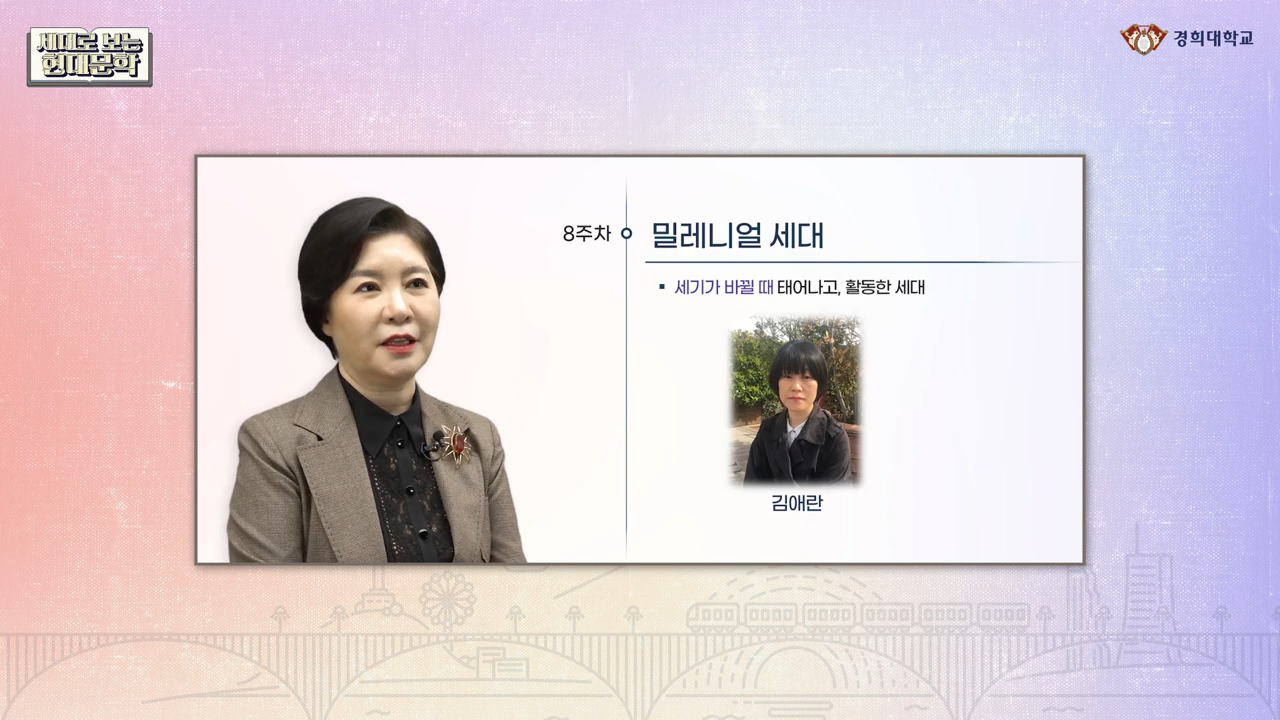 세대로 보는
현대문학
경희대학교
8주차
밀레니얼 세대
세기가 바뀔 때 태어나고, 활동한 세대
김애란